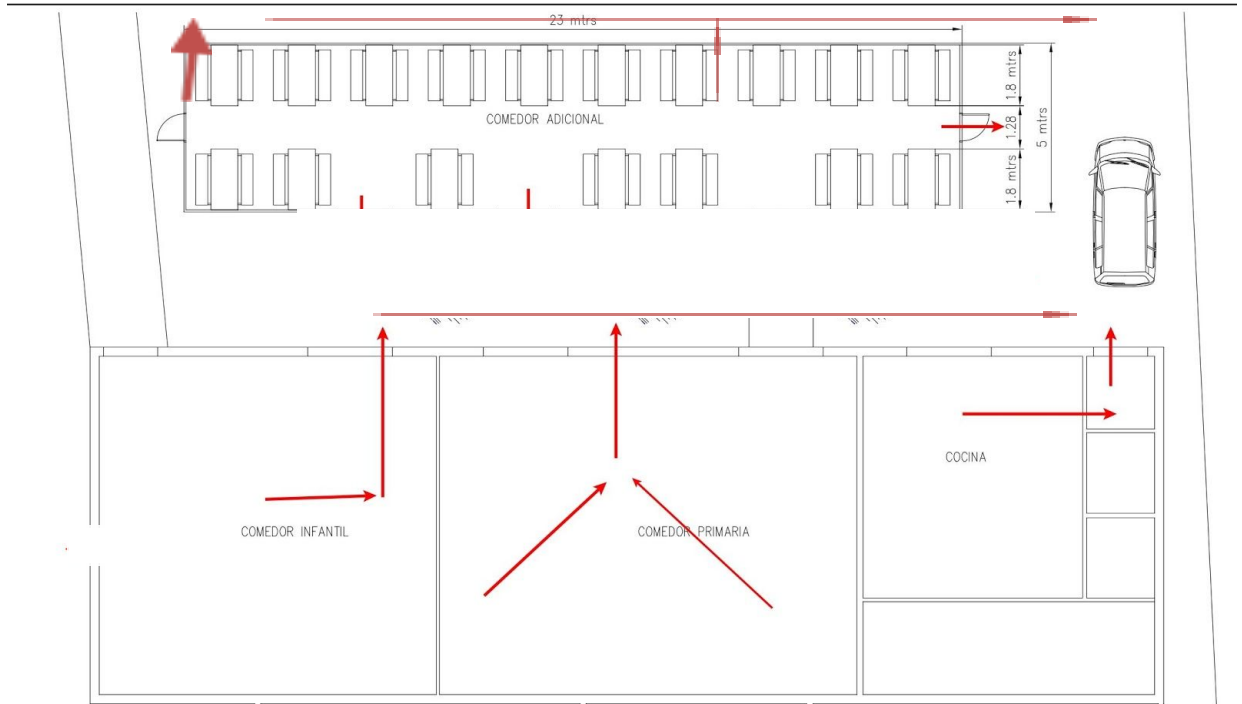 23 mtrs
1.8 mtrs
COMEDOR ADICIONAL
1.28
5 mtrs
1.8 mtrs
COCINA
COMEDOR INFANTIL
COMEDOR PRIMARIA